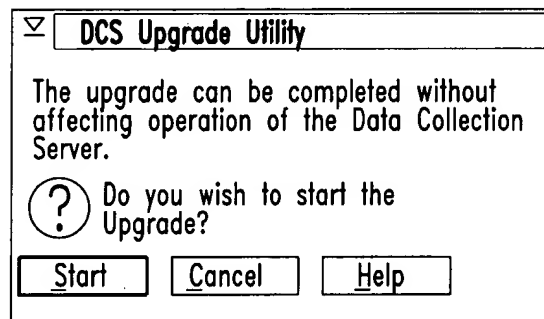 DCS Upgrade Utility
The upgrade can be completed without
affecting operation of the Data Collection
Server.
? Do you wish to start the
Upgrade?
Start Cancel Help